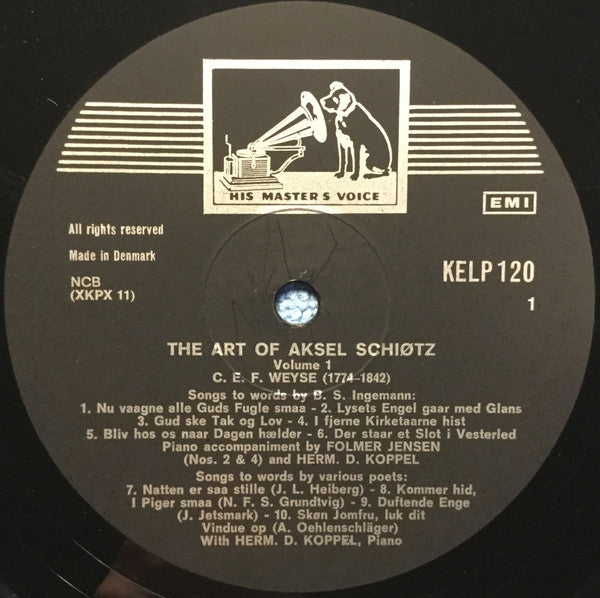 HIS MASTER'S VOICE
EMI
All rights reserved
Made in Denmark
NCB
(XKPX 11)
KELP 120
1
THE ART OF AKSEL SCHIØTZ
Volume 1
C. E. F. WEYSE (1774-1842)
Songs to words by B. S. Ingemann:
1. Nu vaagne alle Guds Fugle smaa - 2. Lysets Engel gaar med Glans
3. Gud ske Tak og Lov - 4. I fjerne Kirketaarne hist
5. Bliv hos os naar Dagen hælder - 6. Der staar et Slot i Vesterled
Piano accompaniment by FOLMER JENSEN
(Nos. 2 & 4) and HERM. D. KOPPEL
Songs to words by various poets:
7. Natten er saa stille (J. L. Heiberg) - 8. Kommer hid,
I Piger smaa (N. F. S. Grundtvig) - 9. Duftende Enge
(J. Jetsmark) - 10. Skøn Jomfru, luk dit
Vindue op (A. Oehlenschläger)
With HERM. D. KOPPEL, Piano